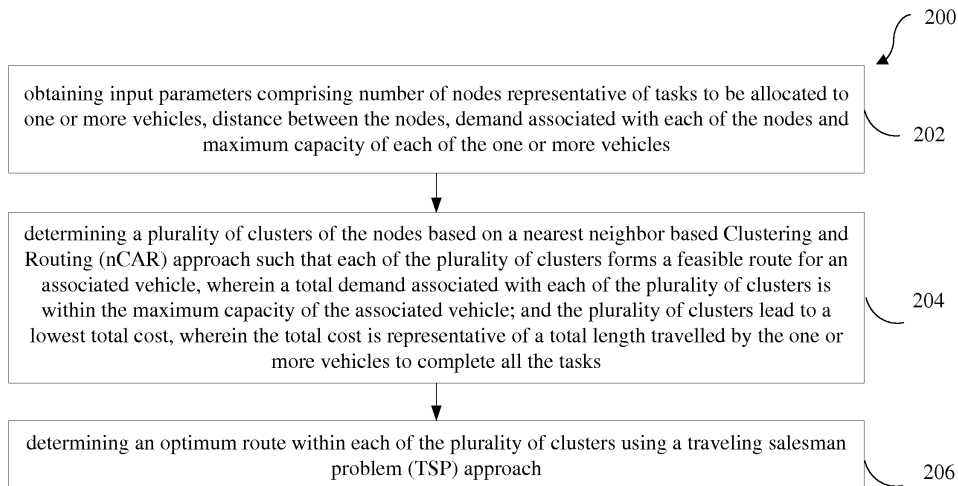 200
obtaining input parameters comprising number of nodes representative of tasks to be allocated to
one or more vehicles, distance between the nodes, demand associated with each of the nodes and
maximum capacity of each of the one or more vehicles
202
determining a plurality of clusters of the nodes based on a nearest neighbor based Clustering and
Routing (nCAR) approach such that each of the plurality of clusters forms a feasible route for an
associated vehicle, wherein a total demand associated with each of the plurality of clusters is
within the maximum capacity of the associated vehicle; and the plurality of clusters lead to a
lowest total cost, wherein the total cost is representative of a total length travelled by the one or
more vehicles to complete all the tasks
204
determining an optimum route within each of the plurality of clusters using a traveling salesman
problem (TSP) approach
206